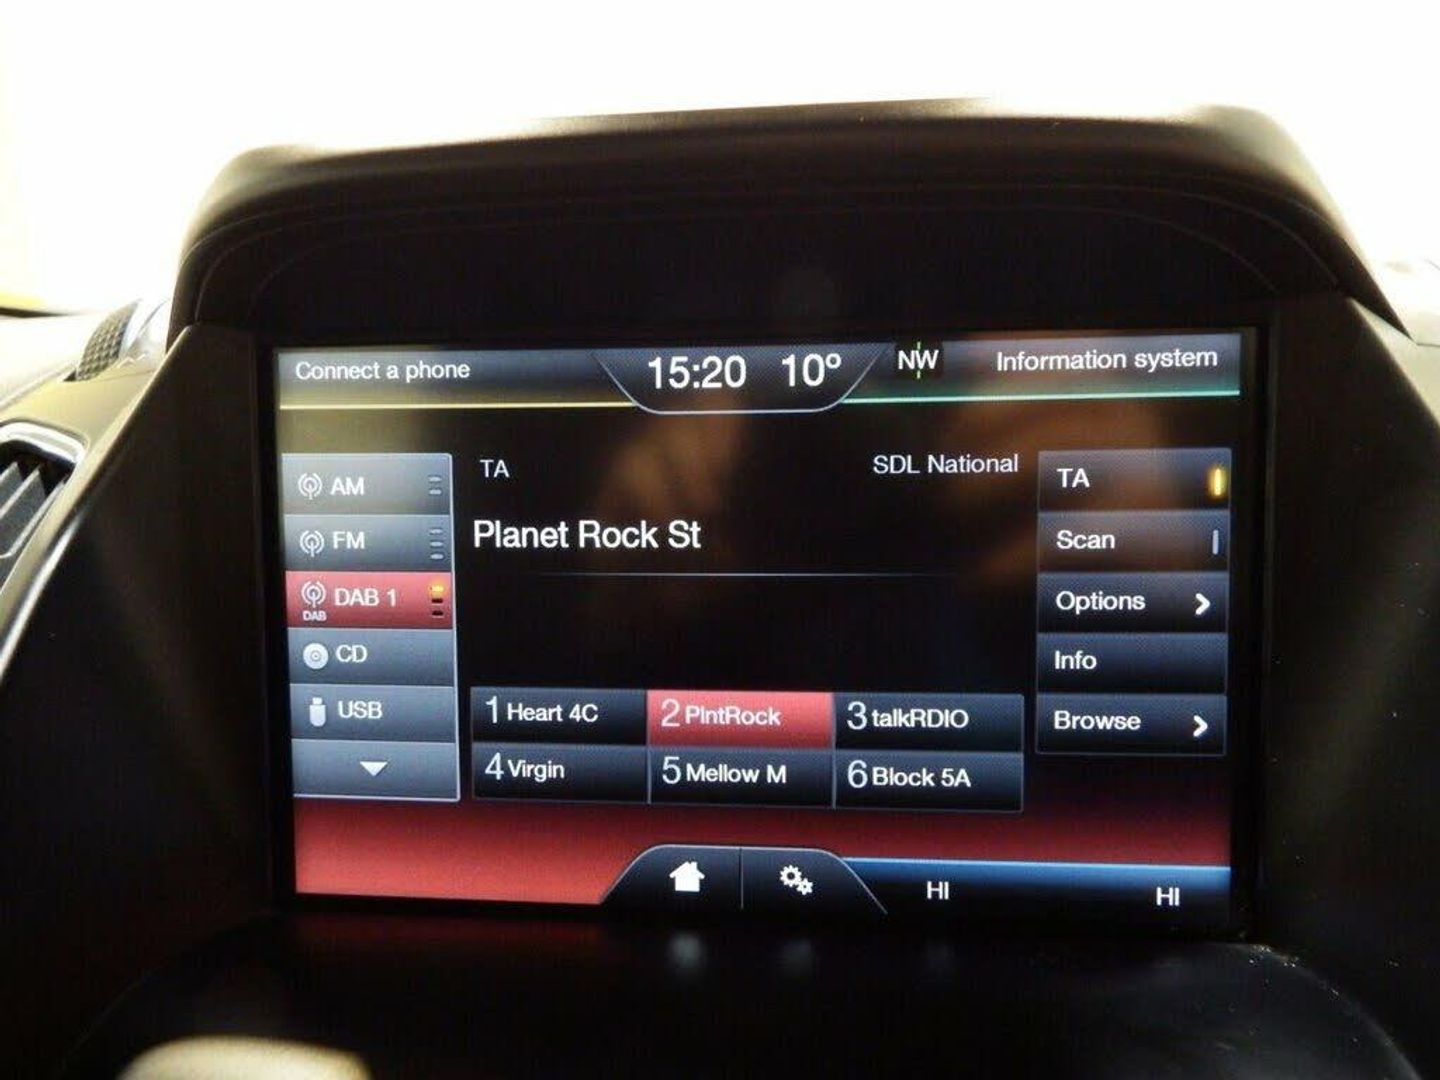 Connect a phone
15:20 10°
NW
Information system
TA
SDL National
Planet Rock St
AM
FM
DAB DAB 1
CD
USB
TA
Scan
Options
Info
Browse
1 Heart 4C
2 PlntRock
3 talkRDIO
4 Virgin
5 Mellow M
6 Block 5A
HI
HI